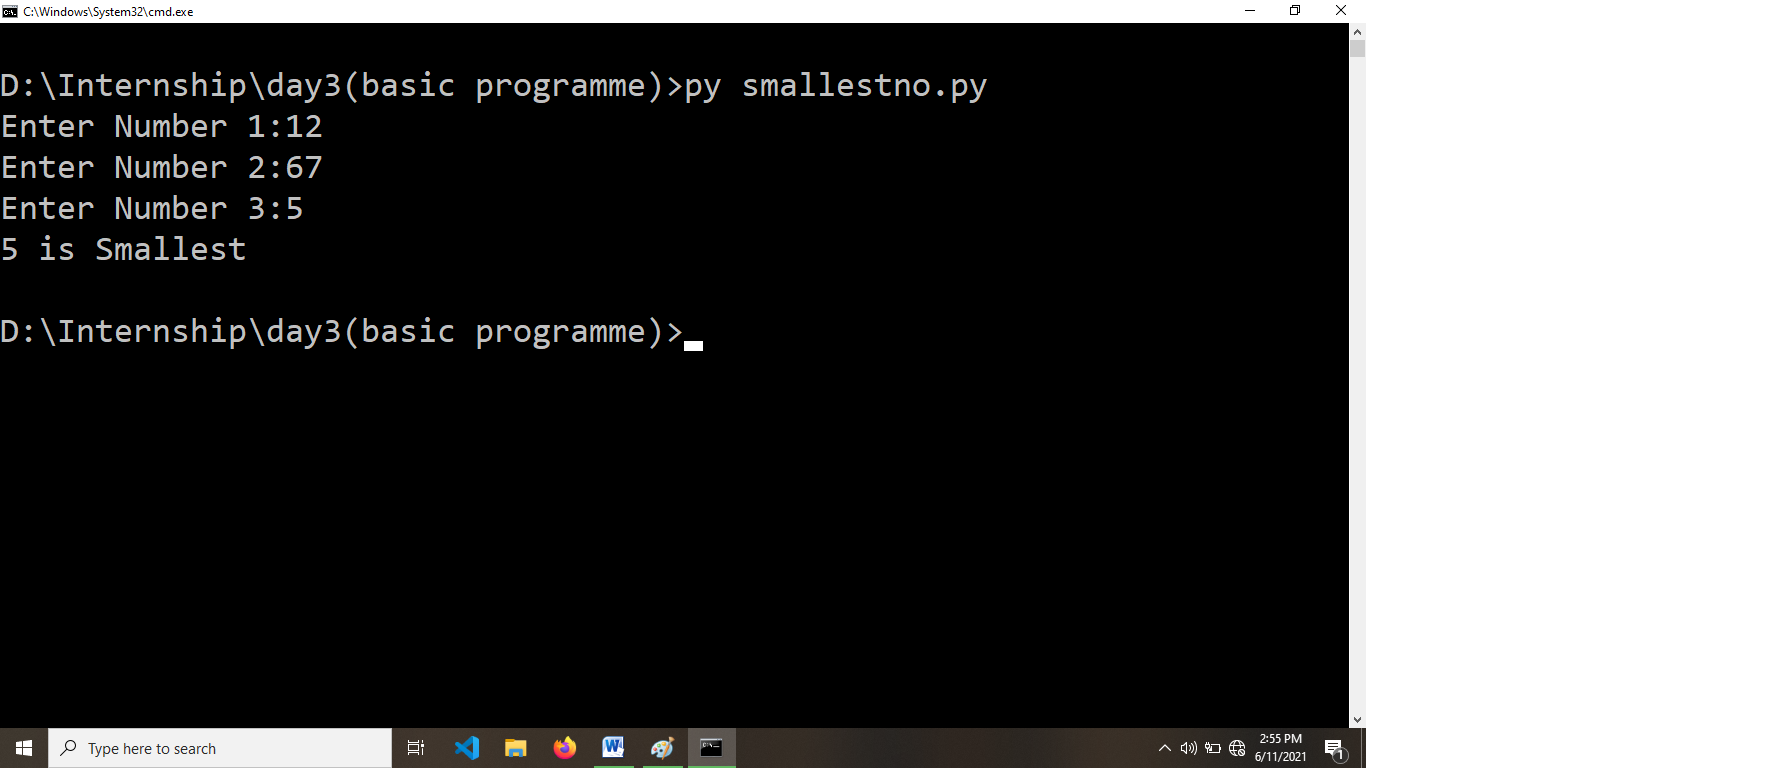 C:\Windows\System32\cmd.exe
D:\Internship\day3(basic programme)>py smallestno.py
Enter Number 1:12
Enter Number 2:67
Enter Number 3:5
5 is Smallest
D:\Internship\day3(basic programme)>
Type here to search
2:55 PM
6/11/2021
1